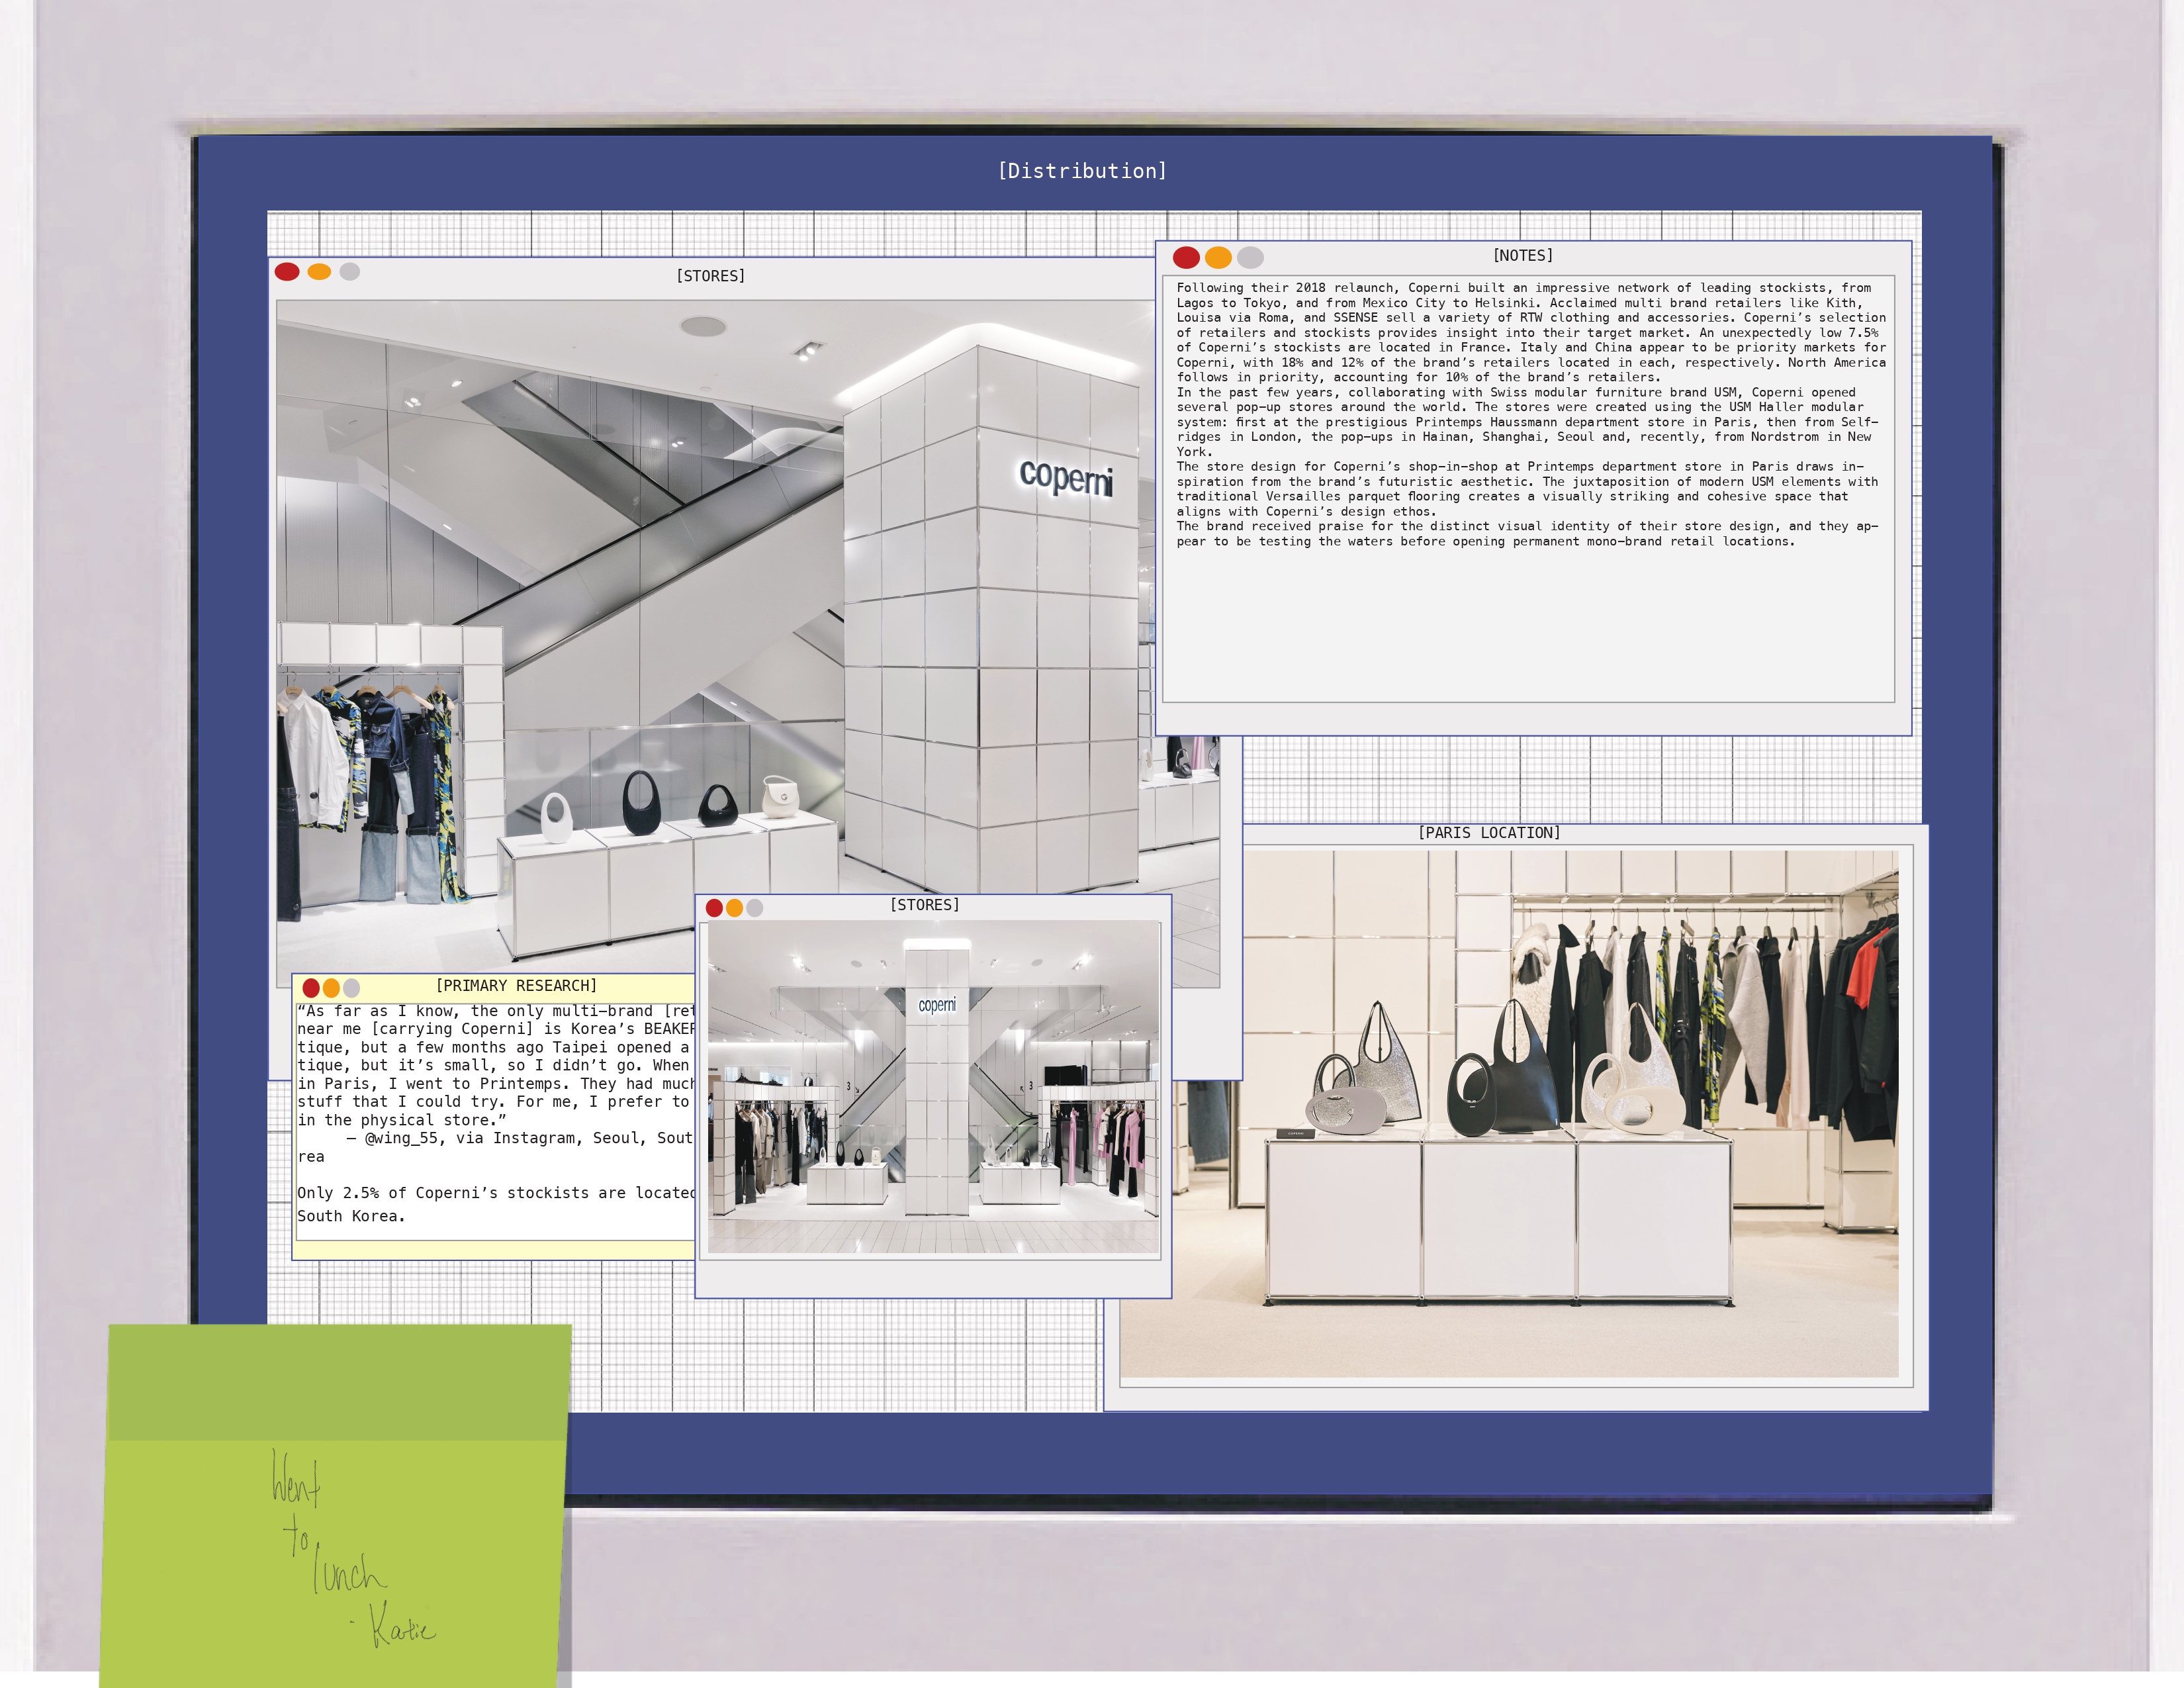 [Distribution]
[STORES]
coperni
[NOTES]
Following their 2018 relaunch, Coperni built an impressive network of leading stockists, from
Lagos to Tokyo, and from Mexico City to Helsinki. Acclaimed multi brand retailers like Kith,
Louisa via Roma, and SSENSE sell a variety of RTW clothing and accessories. Coperni’s selection
of retailers and stockists provides insight into their target market. An unexpectedly low 7.5%
of Coperni’s stockists are located in France. Italy and China appear to be priority markets for
Coperni, with 18% and 12% of the brand’s retailers located in each, respectively. North America
follows in priority, accounting for 10% of the brand’s retailers.
In the past few years, collaborating with Swiss modular furniture brand USM, Coperni opened
several pop-up stores around the world. The stores were created using the USM Haller modular
system: first at the prestigious Printemps Haussmann department store in Paris, then from Self-
ridges in London, the pop-ups in Hainan, Shanghai, Seoul and, recently, from Nordstrom in New
York.
The store design for Coperni’s shop-in-shop at Printemps department store in Paris draws in-
spiration from the brand’s futuristic aesthetic. The juxtaposition of modern USM elements with
traditional Versailles parquet flooring creates a visually striking and cohesive space that
aligns with Coperni’s design ethos.
The brand received praise for the distinct visual identity of their store design, and they ap-
pear to be testing the waters before opening permanent mono-brand retail locations.
[PARIS LOCATION]
[STORES]
coperni
3
3
[PRIMARY RESEARCH]
“As far as I know, the only multi-brand [ret
near me [carrying Coperni] is Korea’s BEAKER
tique, but a few months ago Taipei opened a
tique, but it’s small, so I didn’t go. When
in Paris, I went to Printemps. They had much
stuff that I could try. For me, I prefer to
in the physical store.”
– @wing_55, via Instagram, Seoul, Sout
rea
Only 2.5% of Coperni’s stockists are located
South Korea.
Went
to
lunch
- Katie